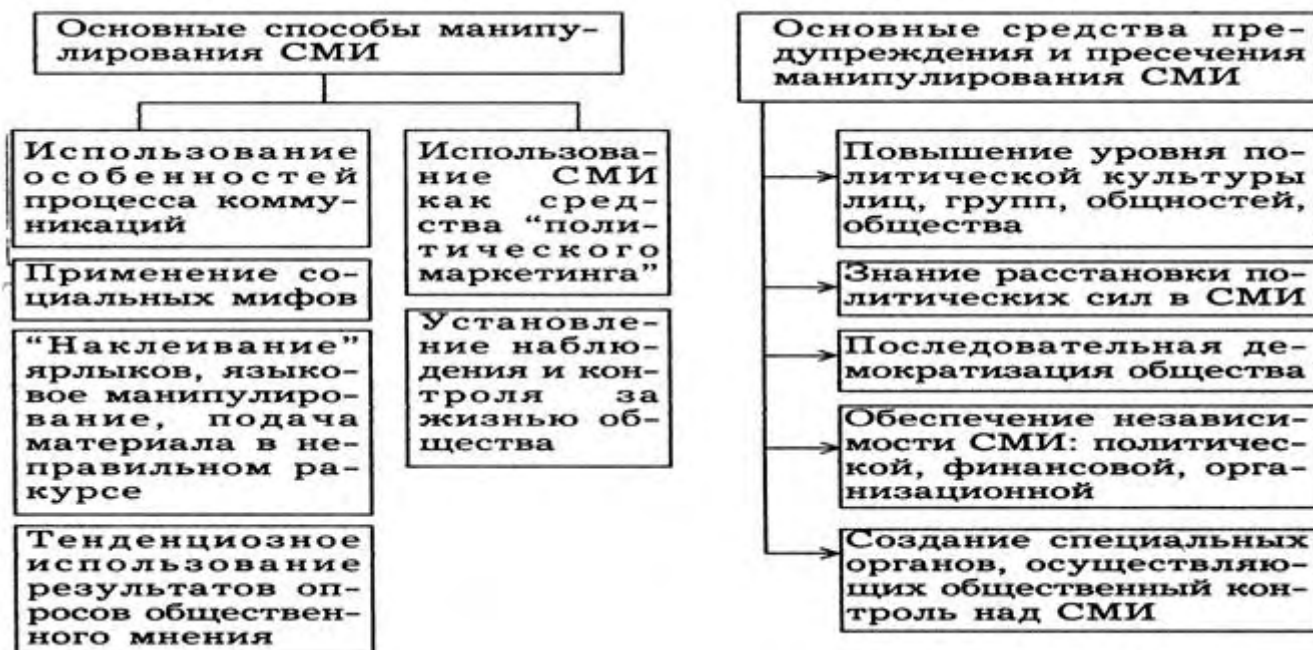 Основные способы манипу-
лирования СМИ
Использование
особенностей
процесса комму-
никаций
Применение со-
циальных мифов
“Наклеивание”
ярлыков, языко-
вое манипулиро-
вание, подача
материала в не-
правильном ра-
курсе
Тенденциозное
использование
результатов оп-
росов обществен-
ного мнения
Использова-
ние СМИ
как сред-
ства “поли-
тического
маркетинга”
Установле-
ние наблю-
дения и кон-
троля за
жизнью об-
щества
Основные средства пре-
дупреждения и пресечения
манипулирования СМИ
Повышение уровня по-
литической культуры
лиц, групп, общностей,
общества
Знание расстановки по-
литических сил в СМИ
Последовательная де-
мократизация общества
Обеспечение независи-
мости СМИ: политичес-
кой, финансовой, орга-
низационной
Создание специальных
органов, осуществляю-
щих общественный кон-
троль над СМИ